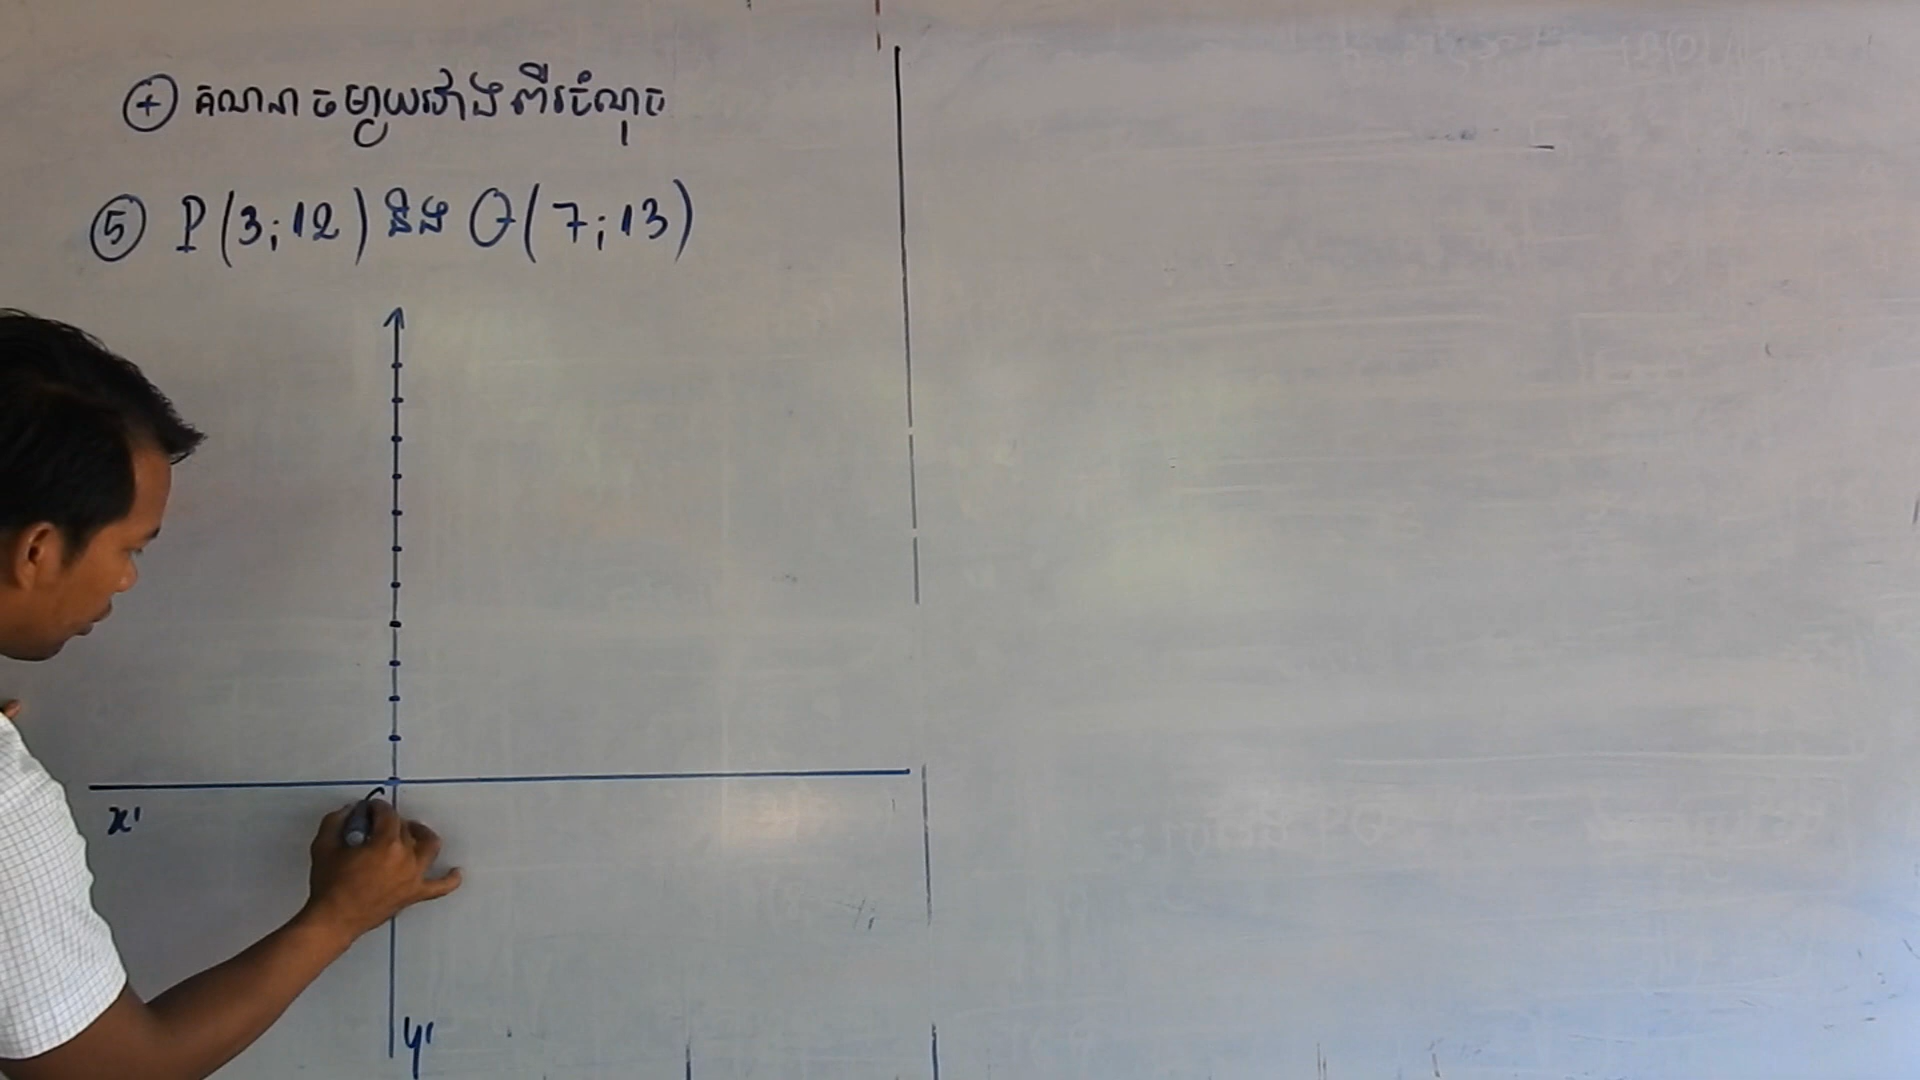 + គណនាចម្ងាយរវាងពីរចំណុច
5 P(3;12) និង Q(7;13)
x'
y'